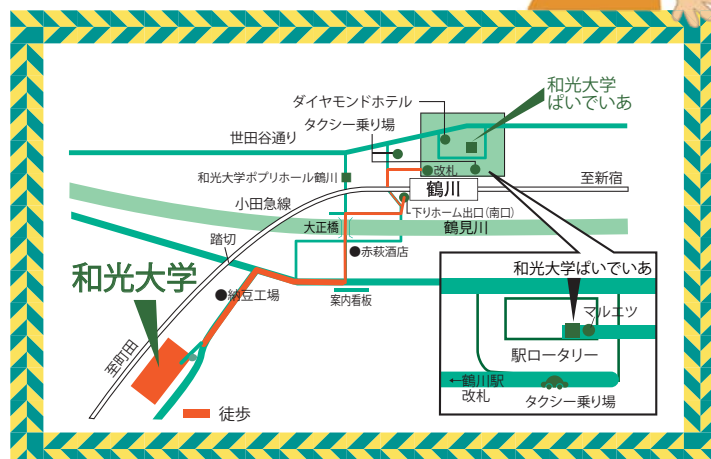 和光大学
ぱいでいあ
ダイヤモンドホテル
タクシー乗り場
世田谷通り
改札
和光大学ポプリホール鶴川
鶴川
至新宿
小田急線
下りホーム出口(南口)
大正橋
鶴見川
踏切
赤萩酒店
和光大学
納豆工場
案内看板
至町田
徒歩
和光大学ぱいでいあ
マルエツ
駅ロータリー
←鶴川駅
改札
タクシー乗り場